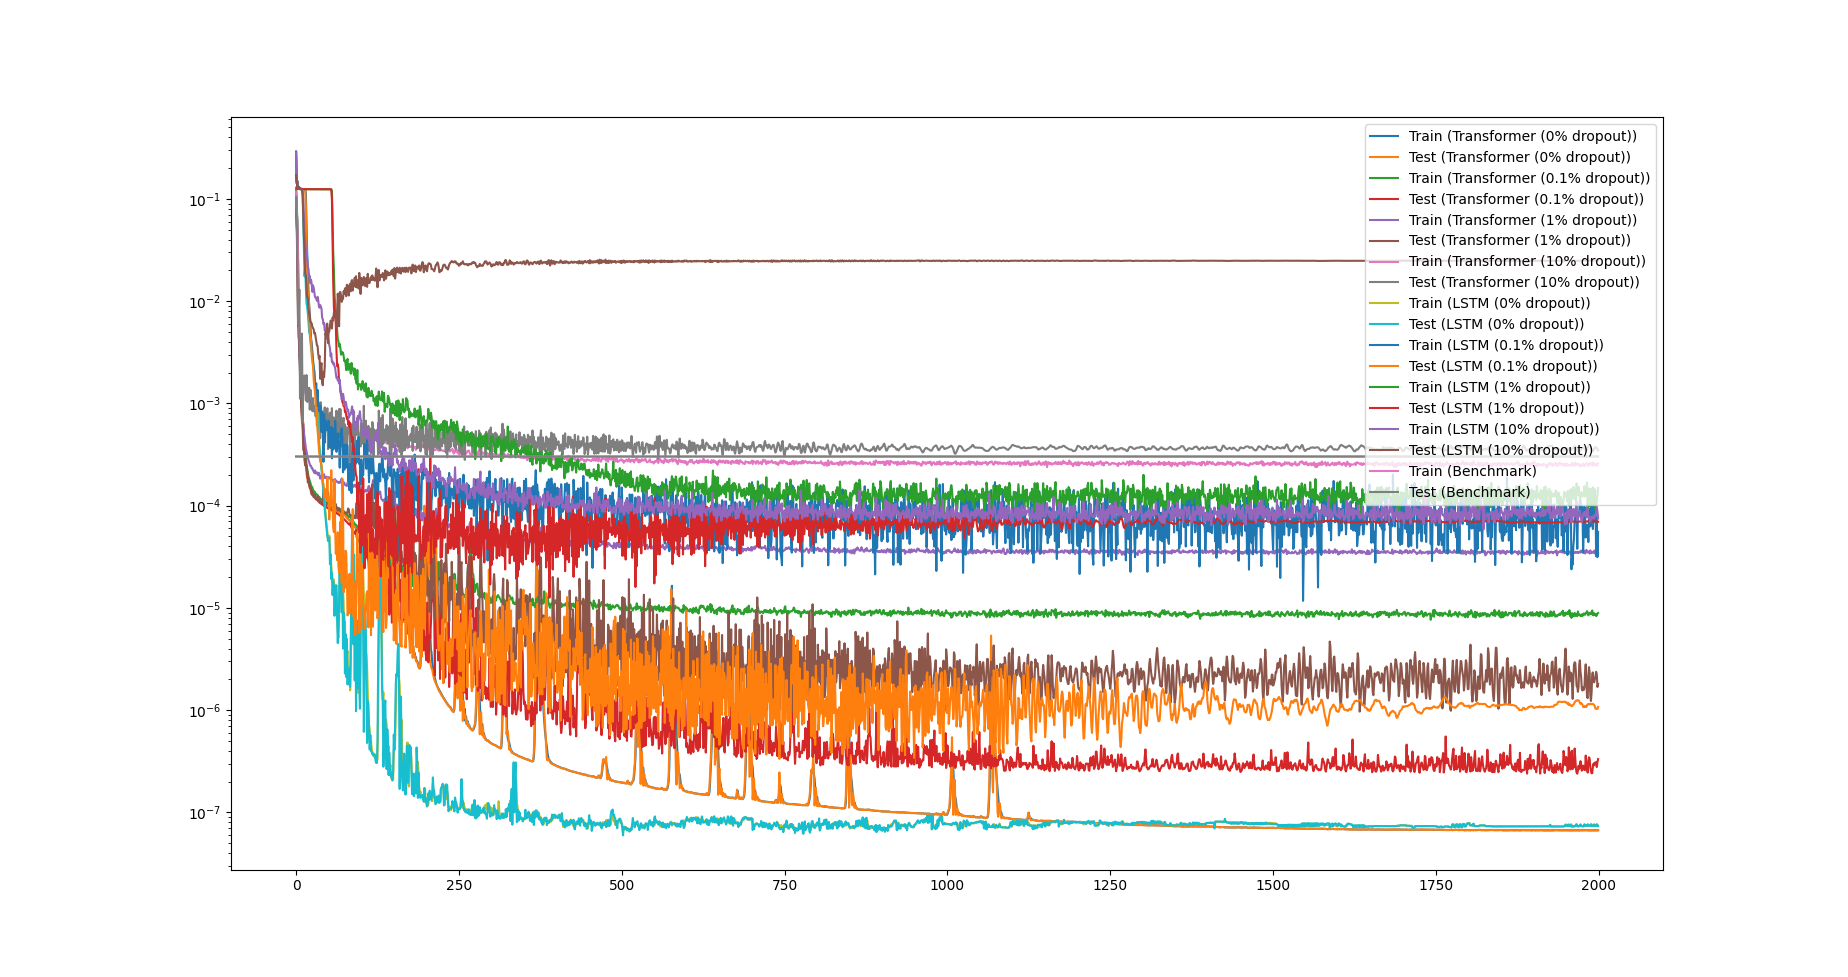 10⁻¹
10⁻²
10⁻³
10⁻⁴
10⁻⁵
10⁻⁶
10⁻⁷
0 250 500 750 1000 1250 1500 1750 2000
Train (Transformer (0% dropout))
Test (Transformer (0% dropout))
Train (Transformer (0.1% dropout))
Test (Transformer (0.1% dropout))
Train (Transformer (1% dropout))
Test (Transformer (1% dropout))
Train (Transformer (10% dropout))
Test (Transformer (10% dropout))
Train (LSTM (0% dropout))
Test (LSTM (0% dropout))
Train (LSTM (0.1% dropout))
Test (LSTM (0.1% dropout))
Train (LSTM (1% dropout))
Test (LSTM (1% dropout))
Train (LSTM (10% dropout))
Test (LSTM (10% dropout))
Train (Benchmark)
Test (Benchmark)